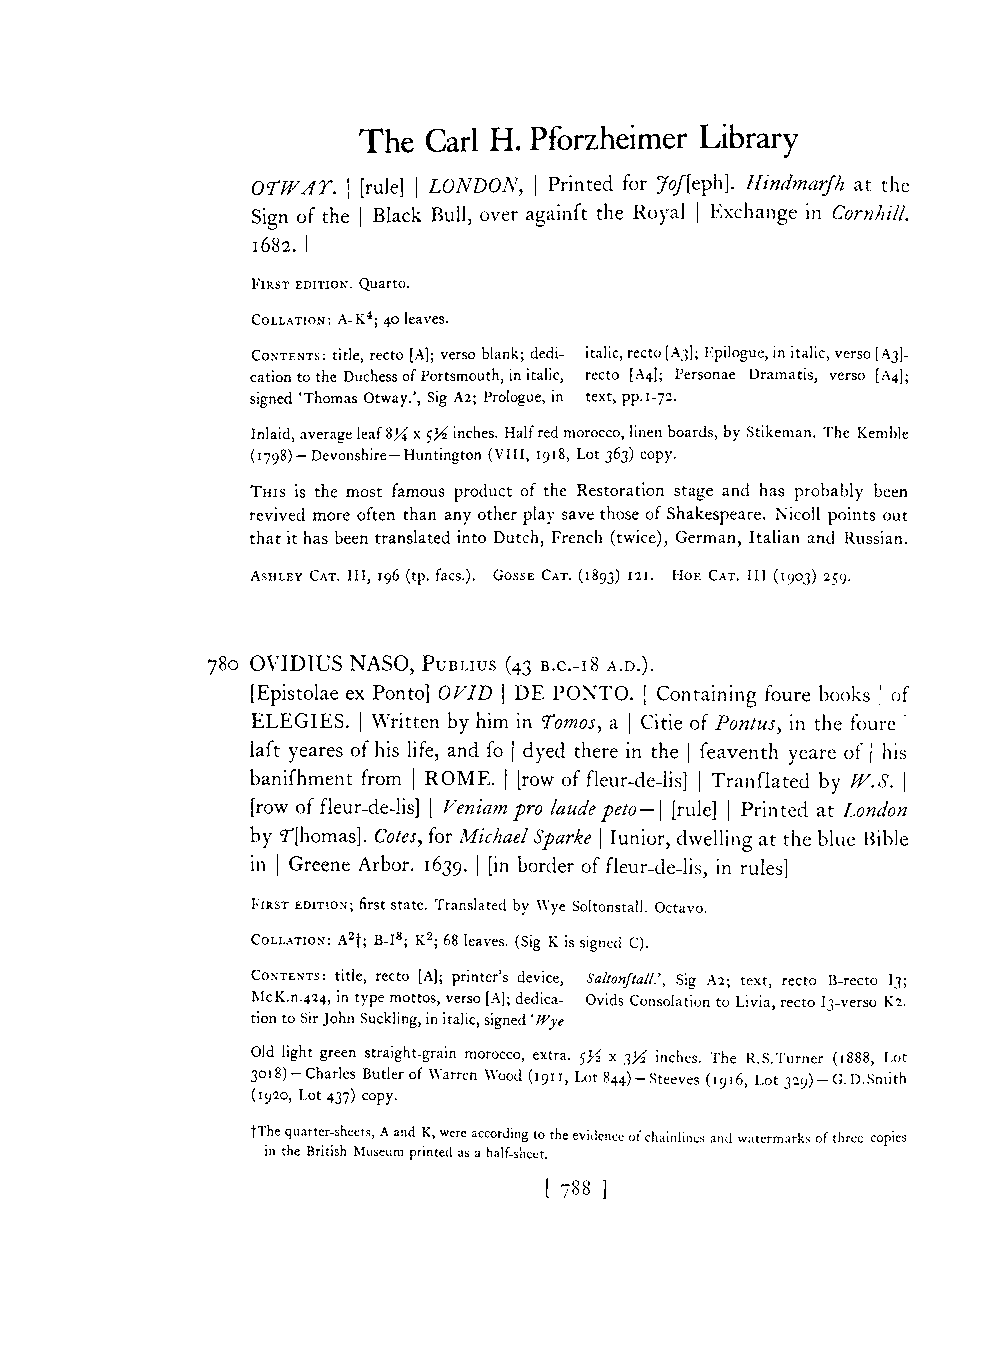 The Carl H. Pforzheimer Library
OTWAY. | [rule] | LONDON, | Printed for Joſ[eph]. Hindmarſh at the
Sign of the | Black Bull, over againſt the Royal | Exchange in Cornhill.
1682. |
First edition. Quarto.
Collation: A-K⁴; 40 leaves.
Contents: title, recto [A]; verso blank; dedi-
cation to the Duchess of Portsmouth, in italic,
signed 'Thomas Otway.', Sig A2; Prologue, in
italic, recto [A3]; Epilogue, in italic, verso [A3]-
recto [A4]; Personae Dramatis, verso [A4];
text, pp.1-72.
Inlaid, average leaf 8¼ x 5½ inches. Half red morocco, linen boards, by Stikeman. The Kemble
(1798) — Devonshire — Huntington (VIII, 1918, Lot 363) copy.
This is the most famous product of the Restoration stage and has probably been
revived more often than any other play save those of Shakespeare. Nicoll points out
that it has been translated into Dutch, French (twice), German, Italian and Russian.
Ashley Cat. III, 196 (tp. facs.). Gosse Cat. (1893) 121. Hoe Cat. III (1903) 259.
780 OVIDIUS NASO, Publius (43 b.c.-18 a.d.).
[Epistolae ex Ponto] OVID | DE PONTO. | Containing foure books | of
ELEGIES. | Written by him in Tomos, a | Citie of Pontus, in the foure |
laſt yeares of his life, and ſo | dyed there in the | ſeaventh yeare of | his
baniſhment from | ROME. | [row of fleur-de-lis] | Tranſlated by W.S. |
[row of fleur-de-lis] | Veniam pro laude peto— | [rule] | Printed at London
by T[homas]. Cotes, for Michael Sparke | Iunior, dwelling at the blue Bible
in | Greene Arbor. 1639. | [in border of fleur-de-lis, in rules]
First edition; first state. Translated by Wye Soltonstall. Octavo.
Collation: A²†; B-I⁸; K²; 68 leaves. (Sig K is signed C).
Contents: title, recto [A]; printer's device,
McK.n.424, in type mottos, verso [A]; dedica-
tion to Sir John Suckling, in italic, signed 'Wye
Saltonſtall.', Sig A2; text, recto B-recto I3;
Ovids Consolation to Livia, recto I3-verso K2.
Old light green straight-grain morocco, extra. 5½ x 3½ inches. The R.S.Turner (1888, Lot
3018) — Charles Butler of Warren Wood (1911, Lot 844) — Steeves (1916, Lot 329) — G.D.Smith
(1920, Lot 437) copy.
†The quarter-sheets, A and K, were according to the evidence of chainlines and watermarks of three copies
in the British Museum printed as a half-sheet.
[ 788 ]